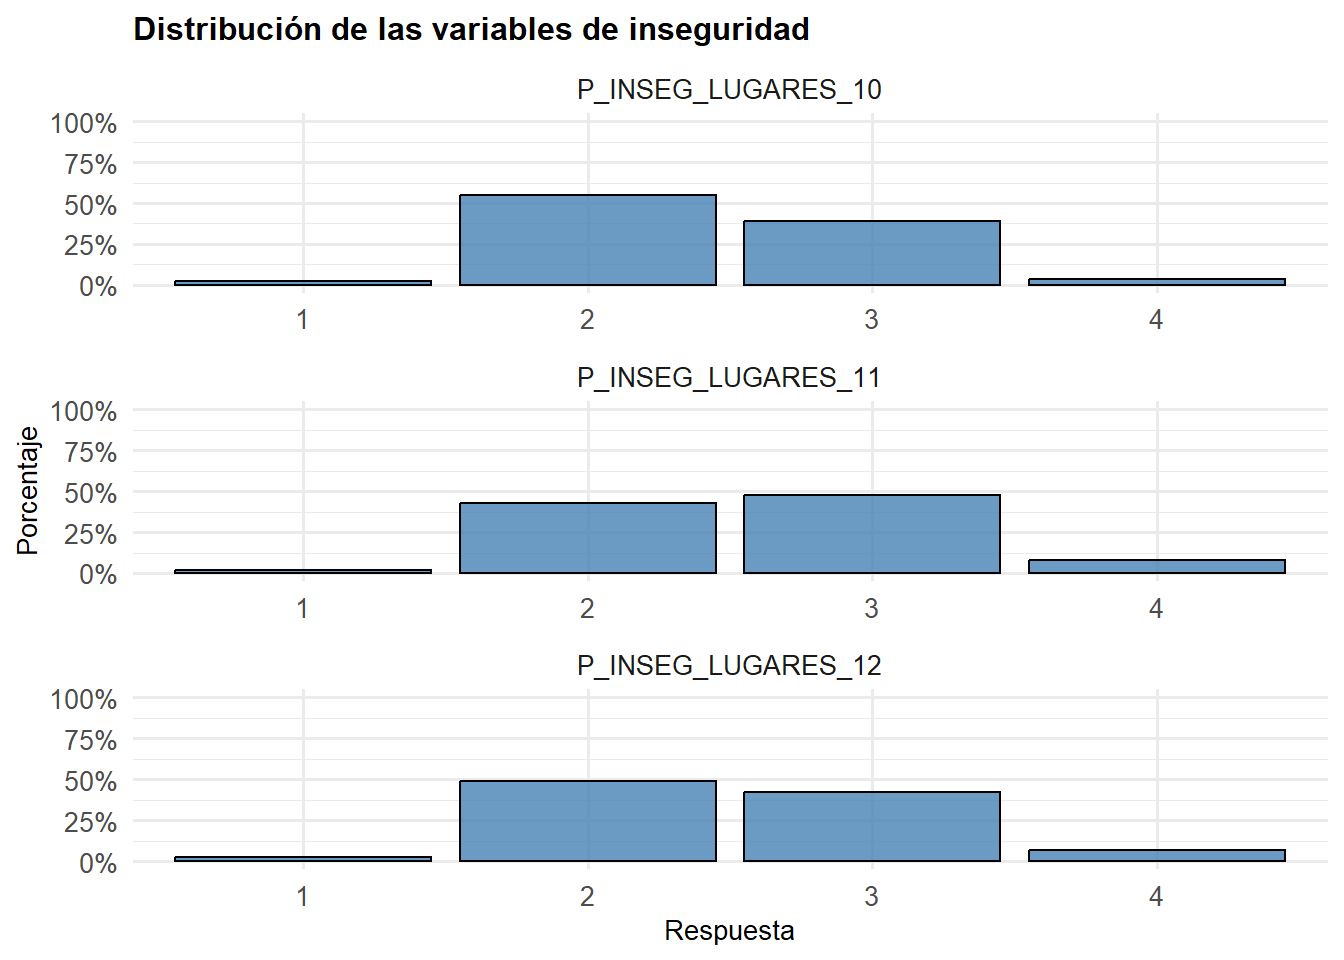 Distribución de las variables de inseguridad
P_INSEG_LUGARES_10
100%
75%
50%
25%
0%
1 2 3 4
P_INSEG_LUGARES_11
100%
75%
50%
25%
0%
1 2 3 4
P_INSEG_LUGARES_12
100%
75%
50%
25%
0%
1 2 3 4
Porcentaje
Respuesta